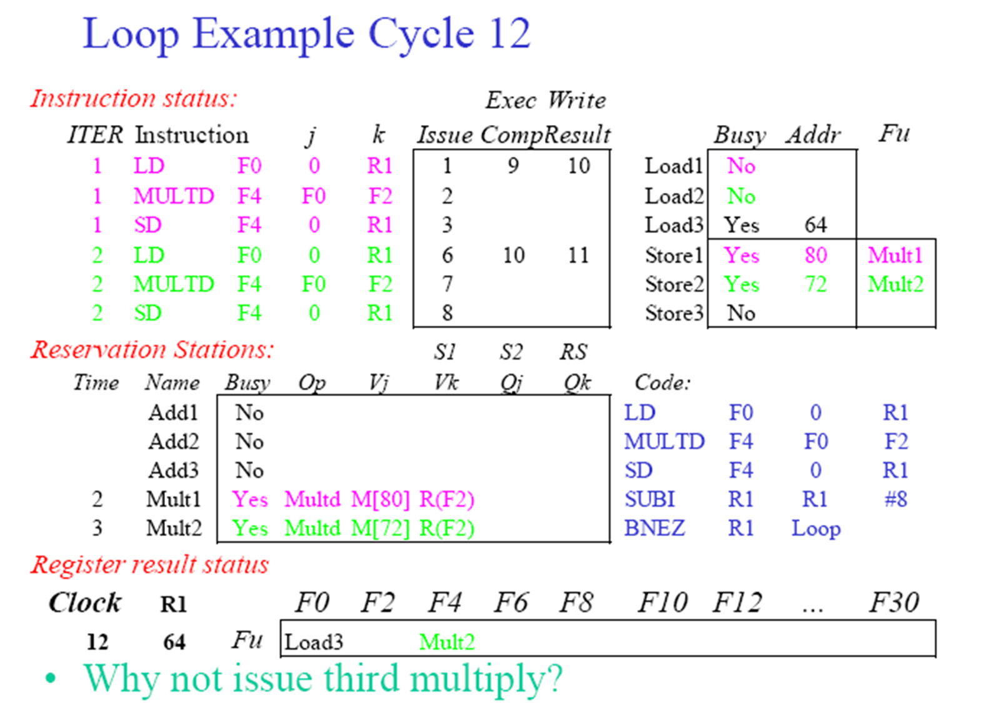 Loop Example Cycle 12
Instruction status: Exec Write
ITER Instruction j k Issue Comp Result Busy Addr Fu
1 LD F0 0 R1 1 9 10 Load1 No
1 MULTD F4 F0 F2 2 Load2 No
1 SD F4 0 R1 3 Load3 Yes 64
2 LD F0 0 R1 6 10 11 Store1 Yes 80 Mult1
2 MULTD F4 F0 F2 7 Store2 Yes 72 Mult2
2 SD F4 0 R1 8 Store3 No
Reservation Stations: S1 S2 RS
Time Name Busy Op Vj Vk Qj Qk Code:
Add1 No LD F0 0 R1
Add2 No MULTD F4 F0 F2
Add3 No SD F4 0 R1
2 Mult1 Yes Multd M[80] R(F2) SUBI R1 R1 #8
3 Mult2 Yes Multd M[72] R(F2) BNEZ R1 Loop
Register result status
Clock R1 F0 F2 F4 F6 F8 F10 F12 ... F30
12 64 Fu Load3 Mult2
• Why not issue third multiply?